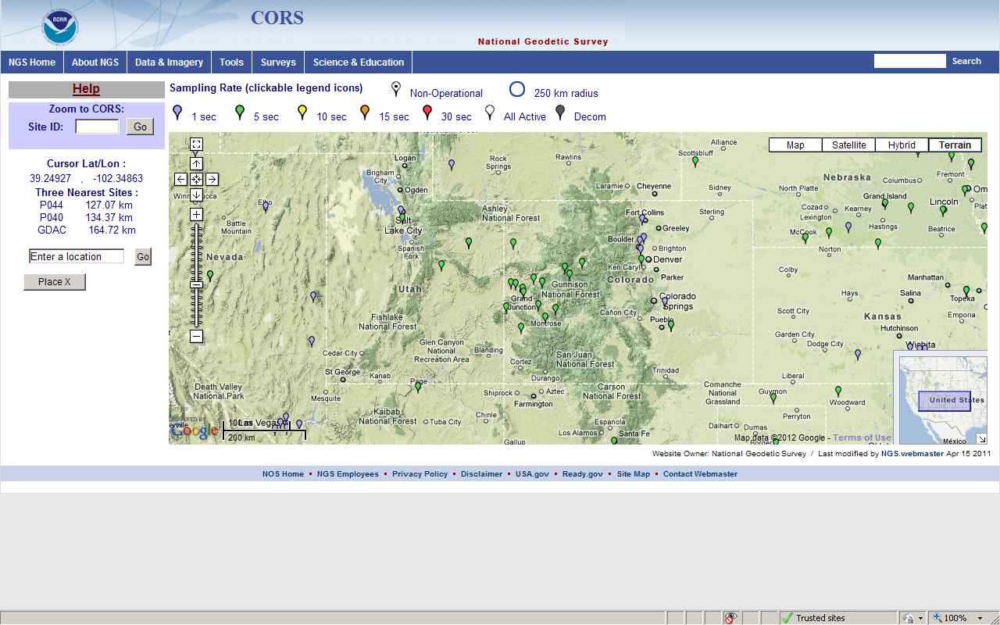 NOAA
CORS
National Geodetic Survey
NGS Home About NGS Data & Imagery Tools Surveys Science & Education Search
Help
Zoom to CORS:
Site ID: Go
Cursor Lat/Lon :
39.24927 , -102.34863
Three Nearest Sites :
P044 127.07 km
P040 134.37 km
GDAC 164.72 km
Enter a location Go
Place X
Sampling Rate (clickable legend icons) Non-Operational 250 km radius
1 sec 5 sec 10 sec 15 sec 30 sec All Active Decom
Map Satellite Hybrid Terrain
Alliance
Scottsbluff
Logan
Rock Springs
Rawlins
Brigham City
Ogden
Laramie
Cheyenne
Sidney
North Platte
Nebraska
Columbus
Fremont
Grand Island
Lincoln
Elko
Battle Mountain
Salt Lake City
Ashley National Forest
Fort Collins
Sterling
Greeley
Cozad
Lexington
Kearney
Hastings
Beatrice
McCook
Norton
Nevada
Spanish Fork
Boulder
Brighton
Denver
Ken Caryl
Parker
Colorado
Gunnison National Forest
Utah
Grand Junction
Montrose
Colorado Springs
Cañon City
Pueblo
Colby
Manhattan
Hays
Salina
Topeka
Scott City
Kansas
Emporia
Hutchinson
Garden City
Dodge City
Wichita
Fishlake National Forest
Glen Canyon National Recreation Area
Blanding
Cedar City
Cortez
San Juan National Forest
St George
Kanab
Page
Durango
Trinidad
Liberal
Death Valley National Park
Mesquite
Shiprock
Aztec
Farmington
Carson National Forest
Comanche National Grassland
Guymon
Woodward
Perryton
Kaibab National Forest
Tuba City
Chinle
Espanola
Los Alamos
Santa Fe
Gallup
Dalhart
Dumas
Las Vegas
POWERED BY
Google
200 km
United States
México
Map data ©2012 Google - Terms of Use
Website Owner: National Geodetic Survey / Last modified by NGS.webmaster Apr 15 2011
NOS Home ▪ NGS Employees ▪ Privacy Policy ▪ Disclaimer ▪ USA.gov ▪ Ready.gov ▪ Site Map ▪ Contact Webmaster
Trusted sites 100%